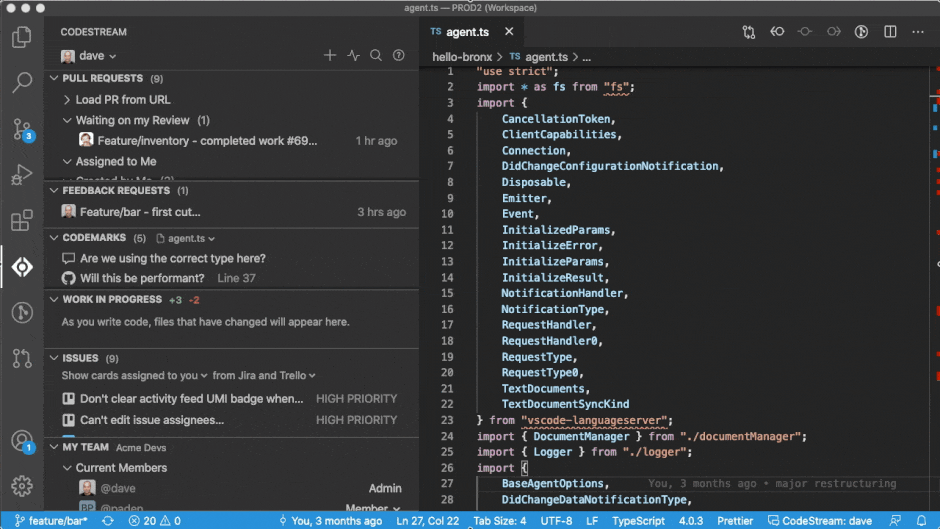 agent.ts — PROD2 (Workspace)
CODESTREAM
dave
PULL REQUESTS (9)
Load PR from URL
Waiting on my Review (1)
Feature/inventory - completed work #69... 1 hr ago
Assigned to Me
FEEDBACK REQUESTS (1)
Feature/bar - first cut... 3 hrs ago
CODEMARKS (5) agent.ts
Are we using the correct type here?
Will this be performant? Line 37
WORK IN PROGRESS +3 -2
As you write code, files that have changed will appear here.
ISSUES (9)
Show cards assigned to you from Jira and Trello
Don't clear activity feed UMI badge when... HIGH PRIORITY
Can't edit issue assignees... HIGH PRIORITY
MY TEAM Acme Devs
Current Members
@dave Admin
@paden Member
3
1
TS agent.ts
hello-bronx > TS agent.ts > ...
1 "use strict";
2 import * as fs from "fs";
3 import {
4 CancellationToken,
5 ClientCapabilities,
6 Connection,
7 DidChangeConfigurationNotification,
8 Disposable,
9 Emitter,
10 Event,
11 InitializedParams,
12 InitializeError,
13 InitializeParams,
14 InitializeResult,
15 NotificationHandler,
16 NotificationType,
17 RequestHandler,
18 RequestHandler0,
19 RequestType,
20 RequestType0,
21 TextDocuments,
22 TextDocumentSyncKind
23 } from "vscode-languageserver";
24 import { DocumentManager } from "./documentManager";
25 import { Logger } from "./logger";
26 import {
27 BaseAgentOptions, You, 3 months ago • major restructuring
28 DidChangeDataNotificationType,
feature/bar* 20 0 You, 3 months ago Ln 27, Col 22 Tab Size: 4 UTF-8 LF TypeScript 4.0.3 Prettier CodeStream: dave